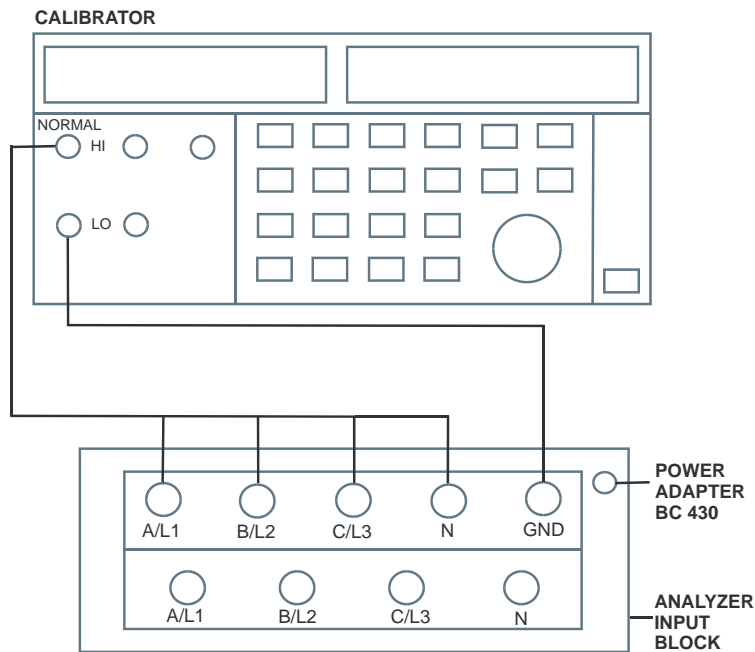 CALIBRATOR
NORMAL
HI
LO
POWER
ADAPTER
BC 430
A/L1 B/L2 C/L3 N GND
A/L1 B/L2 C/L3 N
ANALYZER
INPUT
BLOCK